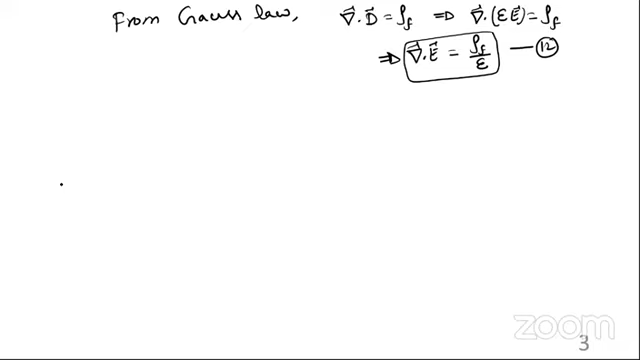 From Gauss law, ∇⃗·D⃗ = ρf ⇒ ∇⃗·(εE⃗) = ρf
⇒ ∇⃗·E⃗ = ρf/ε — (12)
zoom
3